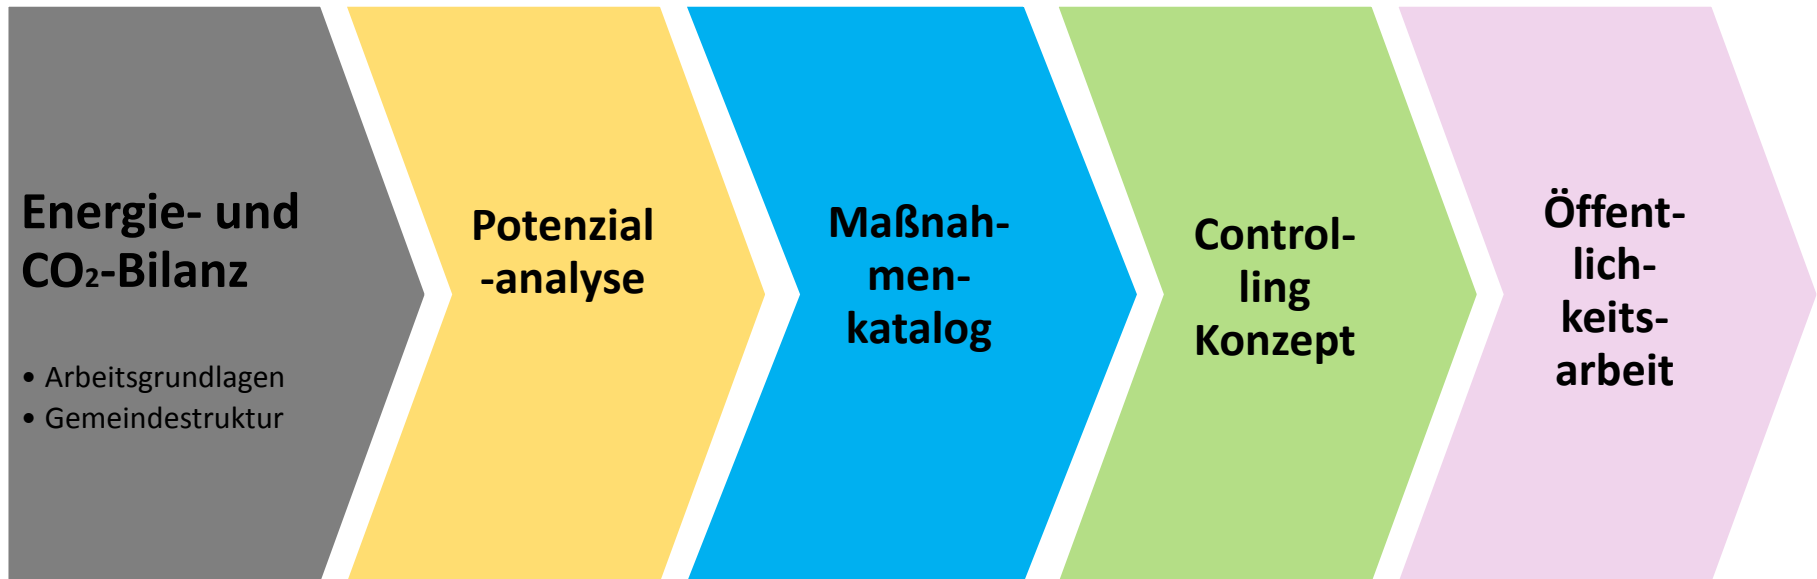 Energie- und
CO₂-Bilanz
• Arbeitsgrundlagen
• Gemeindestruktur
Potenzial
-analyse
Maßnah-
men-
katalog
Control-
ling
Konzept
Öffent-
lich-
keits-
arbeit